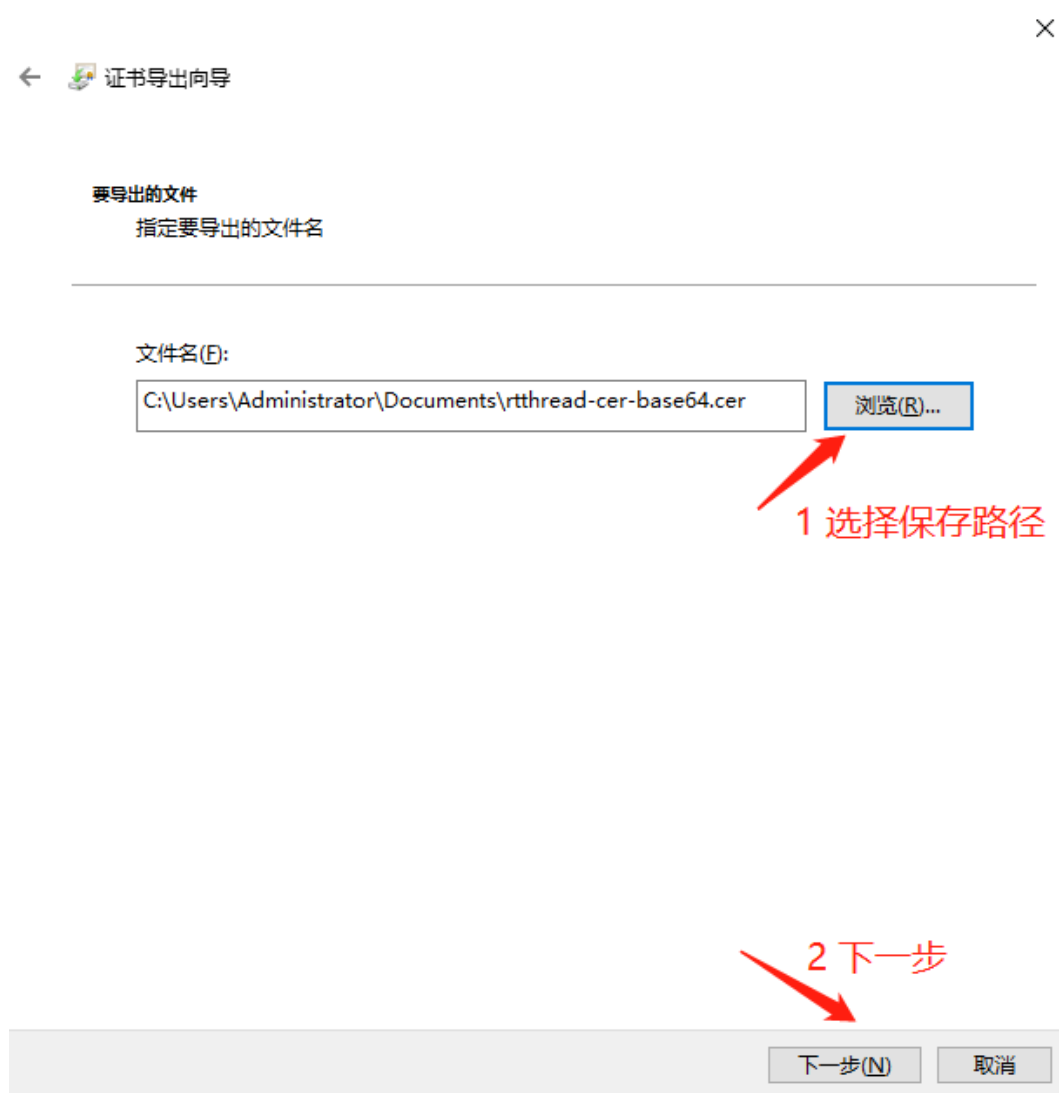 证书导出向导
要导出的文件
指定要导出的文件名
文件名(F):
C:\Users\Administrator\Documents\rtthread-cer-base64.cer
浏览(R)...
1 选择保存路径
2 下一步
下一步(N)
取消